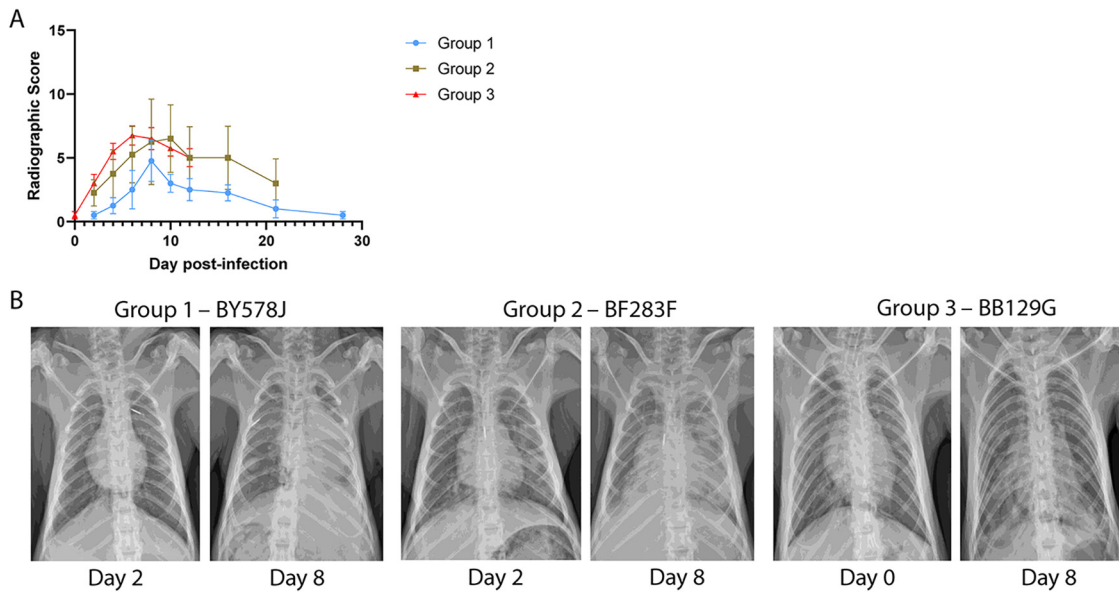 A
15
10
5
0
Radiographic Score
0
10
20
30
Day post-infection
Group 1
Group 2
Group 3
B
Group 1 – BY578J
Group 2 – BF283F
Group 3 – BB129G
Day 2
Day 8
Day 2
Day 8
Day 0
Day 8